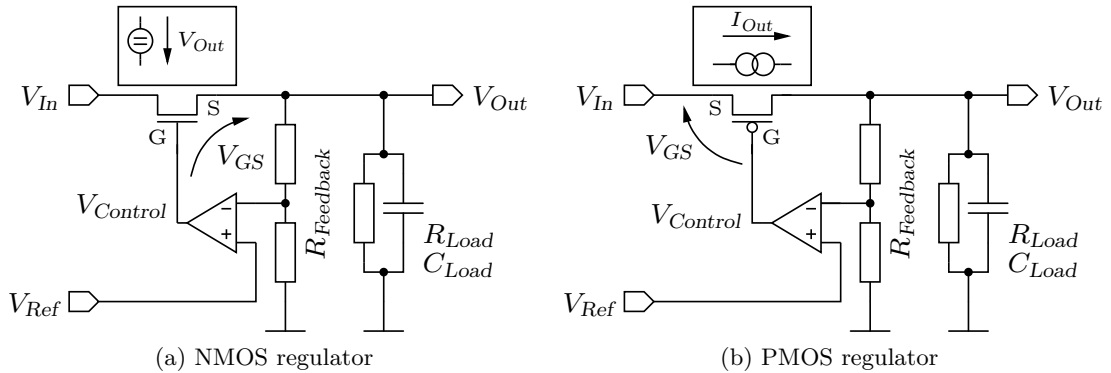 V_Out
V_In
S
V_Out
G
V_GS
V_Control
−
+
R_Feedback
R_Load
C_Load
V_Ref
(a) NMOS regulator
I_Out
V_In
S
V_Out
G
V_GS
V_Control
−
+
R_Feedback
R_Load
C_Load
V_Ref
(b) PMOS regulator